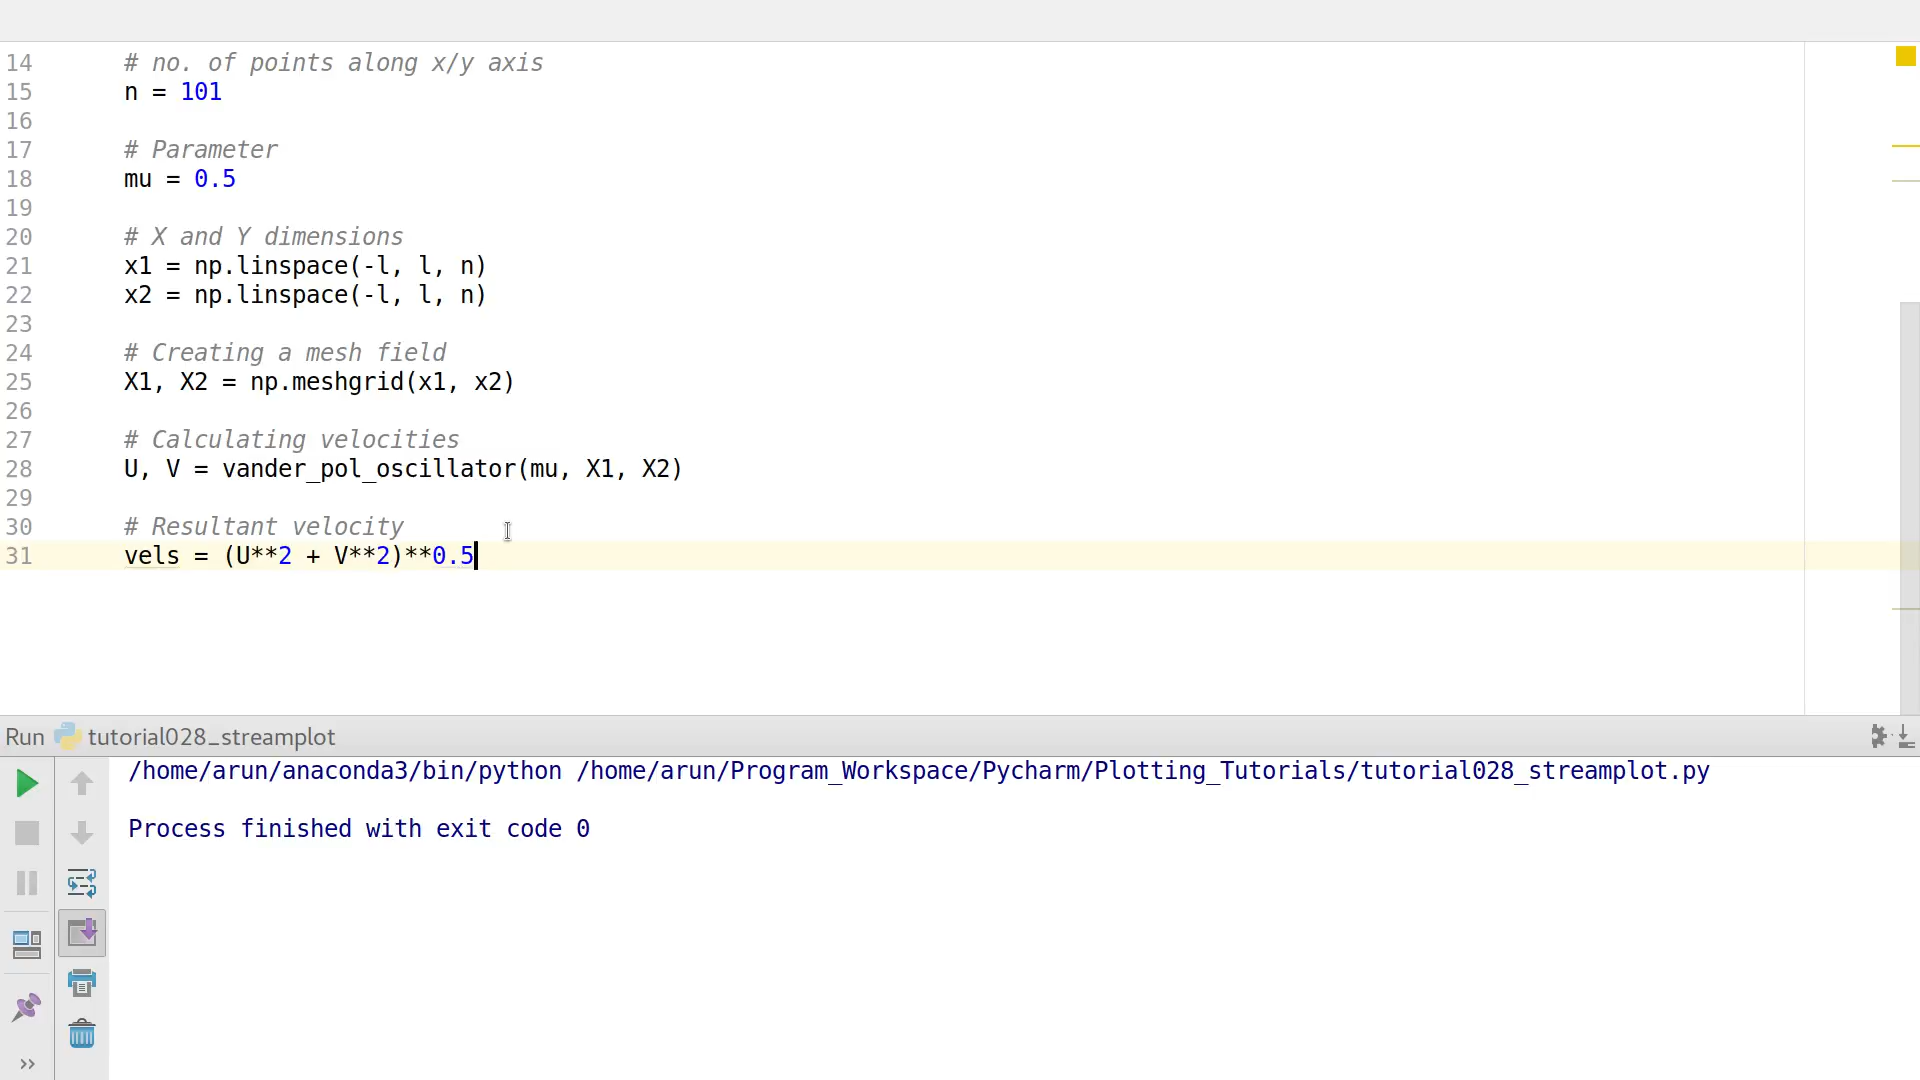 14 # no. of points along x/y axis
15 n = 101
16
17 # Parameter
18 mu = 0.5
19
20 # X and Y dimensions
21 x1 = np.linspace(-l, l, n)
22 x2 = np.linspace(-l, l, n)
23
24 # Creating a mesh field
25 X1, X2 = np.meshgrid(x1, x2)
26
27 # Calculating velocities
28 U, V = vander_pol_oscillator(mu, X1, X2)
29
30 # Resultant velocity
31 vels = (U**2 + V**2)**0.5
Run tutorial028_streamplot
/home/arun/anaconda3/bin/python /home/arun/Program_Workspace/Pycharm/Plotting_Tutorials/tutorial028_streamplot.py
Process finished with exit code 0